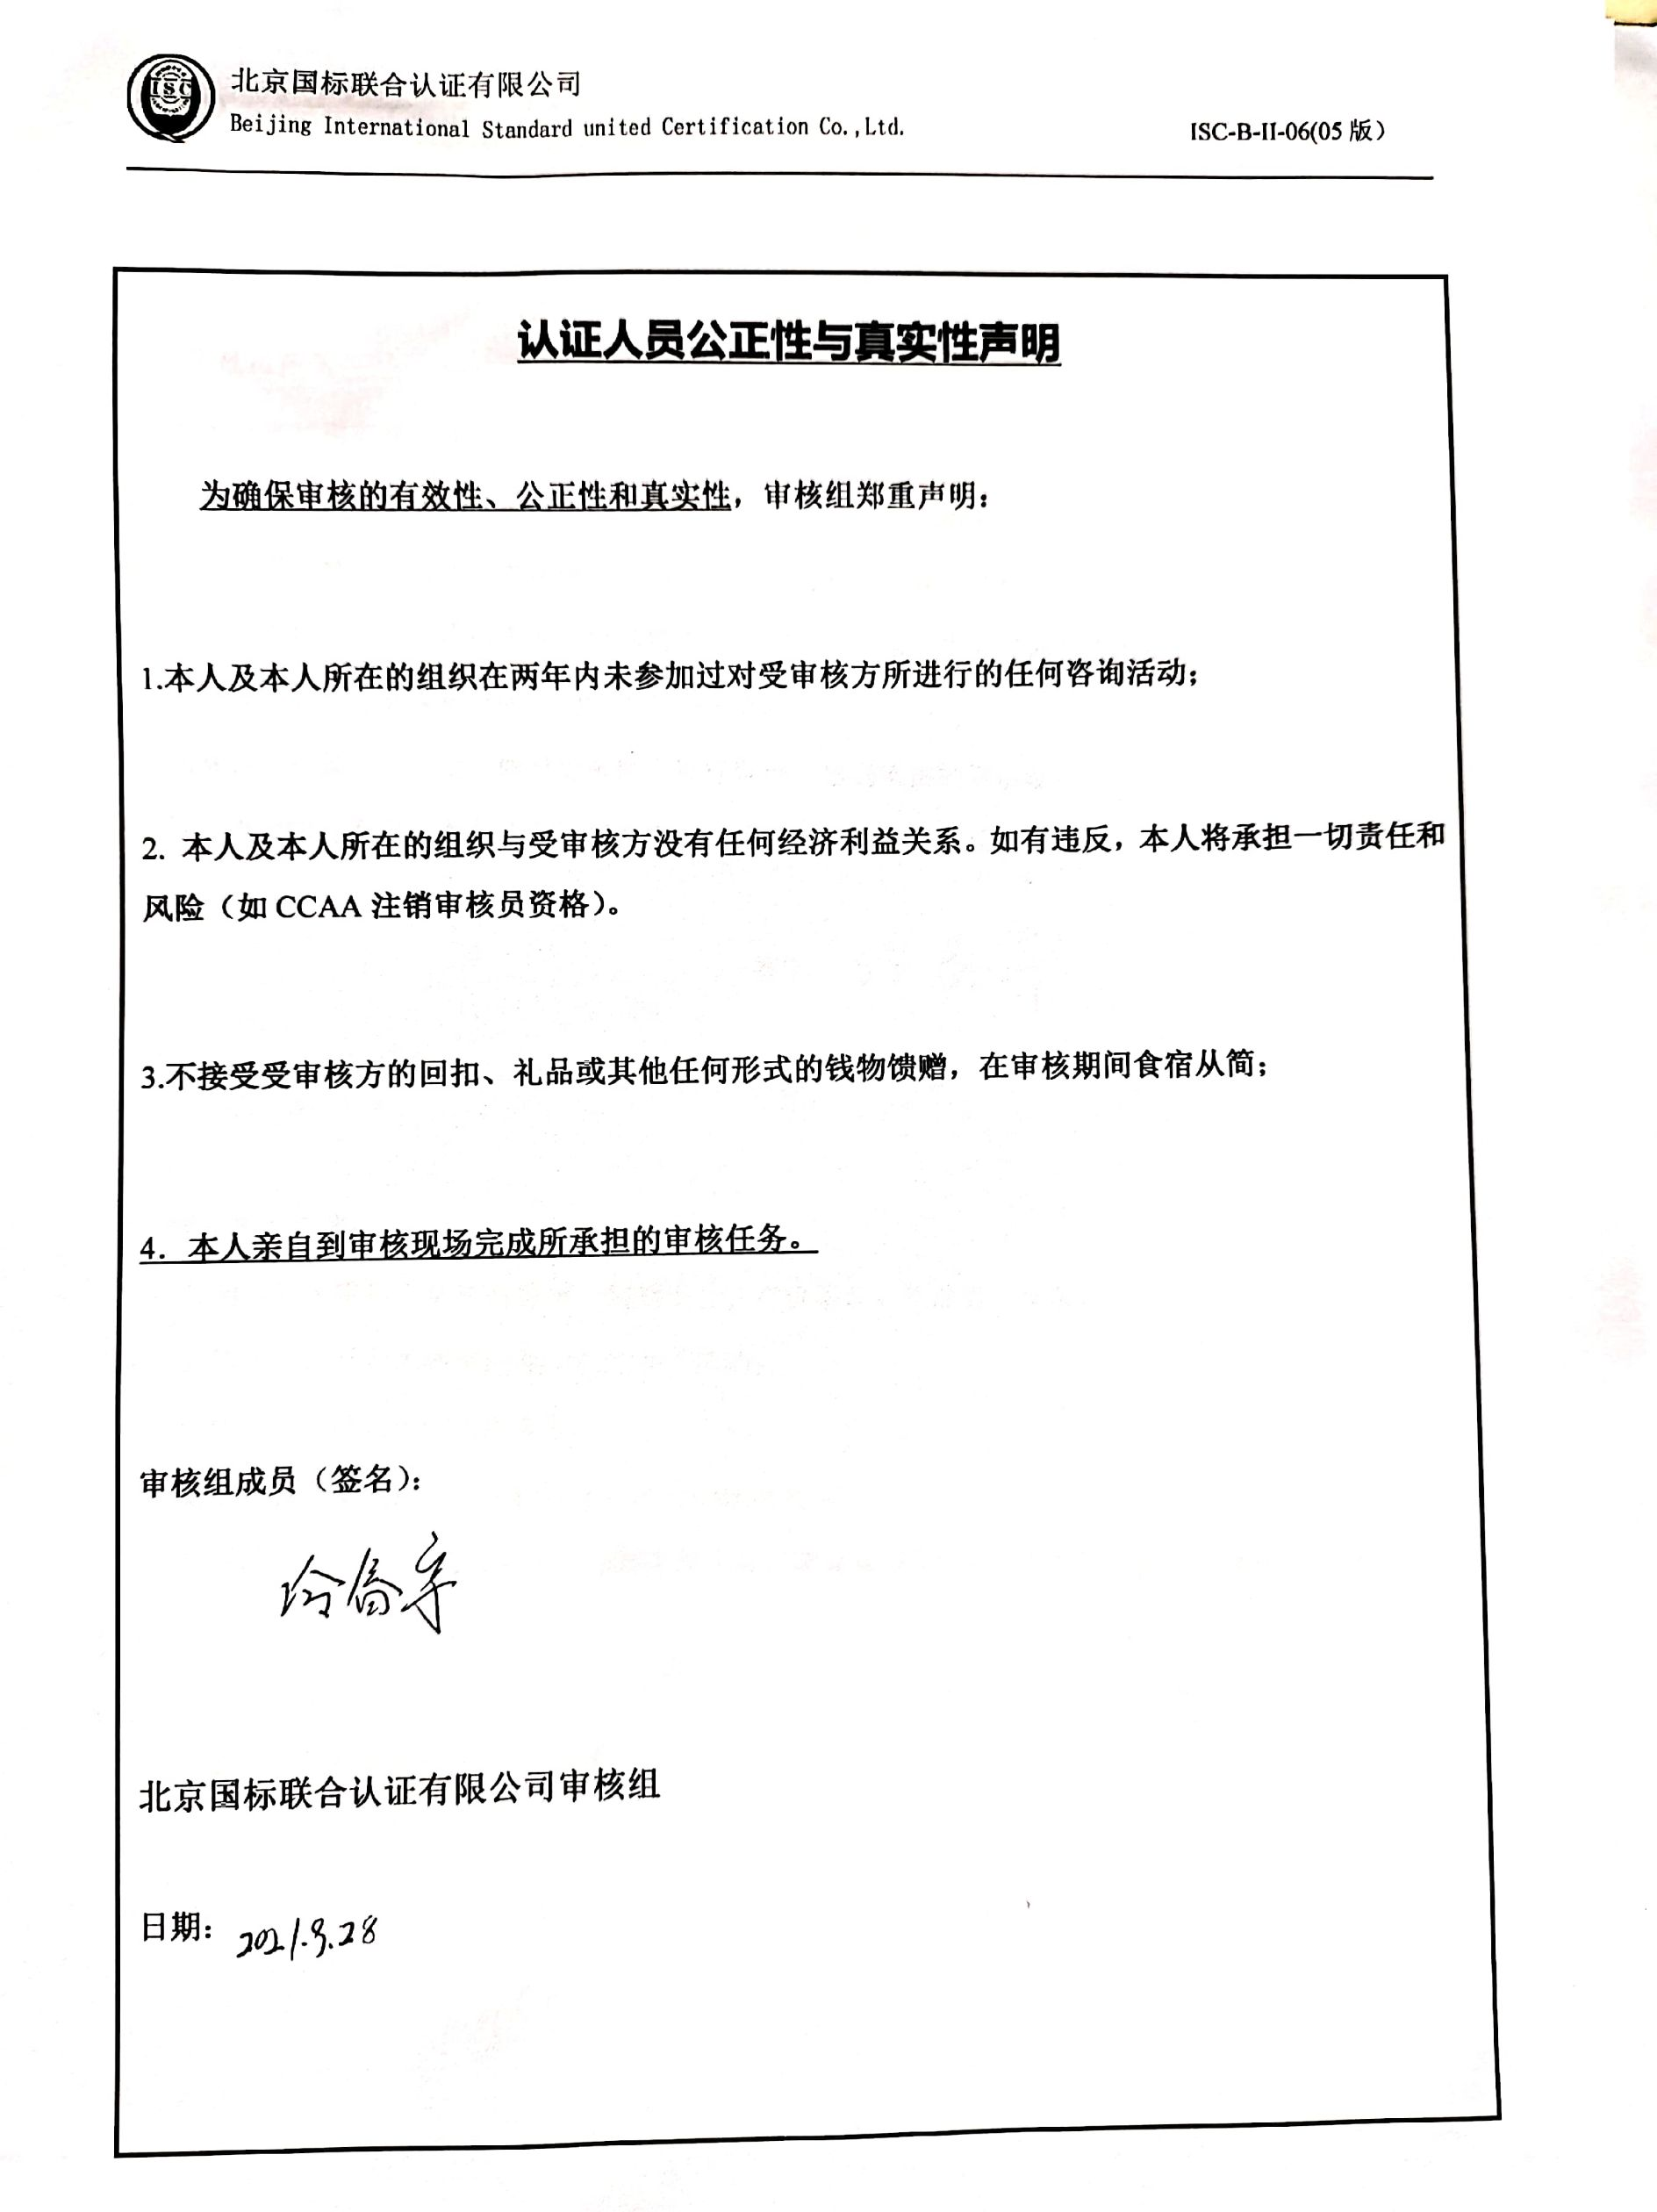 ISC
北京国标联合认证有限公司
Beijing International Standard united Certification Co.,Ltd.
ISC-B-II-06(05 版）
认证人员公正性与真实性声明
为确保审核的有效性、公正性和真实性，审核组郑重声明：
1.本人及本人所在的组织在两年内未参加过对受审核方所进行的任何咨询活动；
2. 本人及本人所在的组织与受审核方没有任何经济利益关系。如有违反，本人将承担一切责任和
风险（如 CCAA 注销审核员资格）。
3.不接受受审核方的回扣、礼品或其他任何形式的钱物馈赠，在审核期间食宿从简；
4. 本人亲自到审核现场完成所承担的审核任务。
审核组成员（签名）：
北京国标联合认证有限公司审核组
日期： 2021.9.28